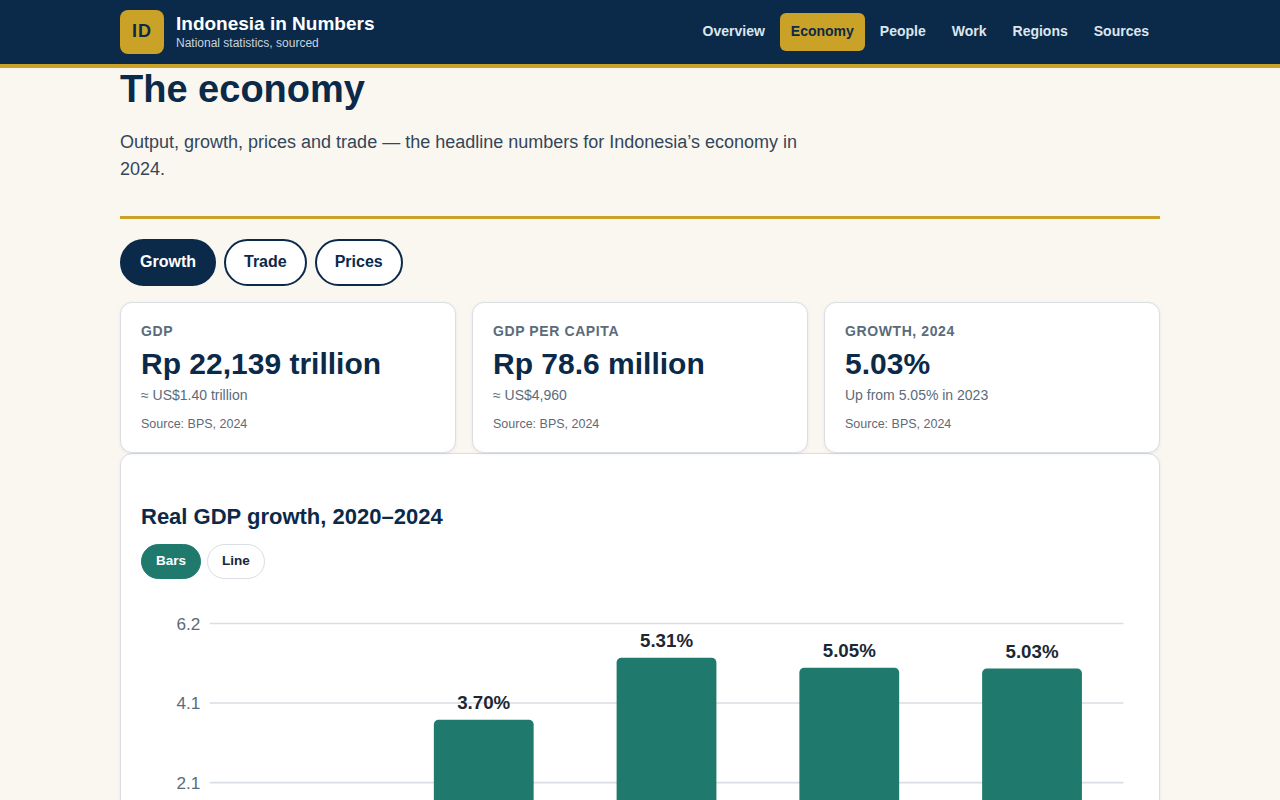 ID
Indonesia in Numbers
National statistics, sourced
Overview
Economy
People
Work
Regions
Sources
The economy
Output, growth, prices and trade — the headline numbers for Indonesia’s economy in
2024.
Growth
Trade
Prices
GDP
Rp 22,139 trillion
≈ US$1.40 trillion
Source: BPS, 2024
GDP PER CAPITA
Rp 78.6 million
≈ US$4,960
Source: BPS, 2024
GROWTH, 2024
5.03%
Up from 5.05% in 2023
Source: BPS, 2024
Real GDP growth, 2020–2024
Bars
Line
6.2
5.31%
5.05%
5.03%
4.1
3.70%
2.1